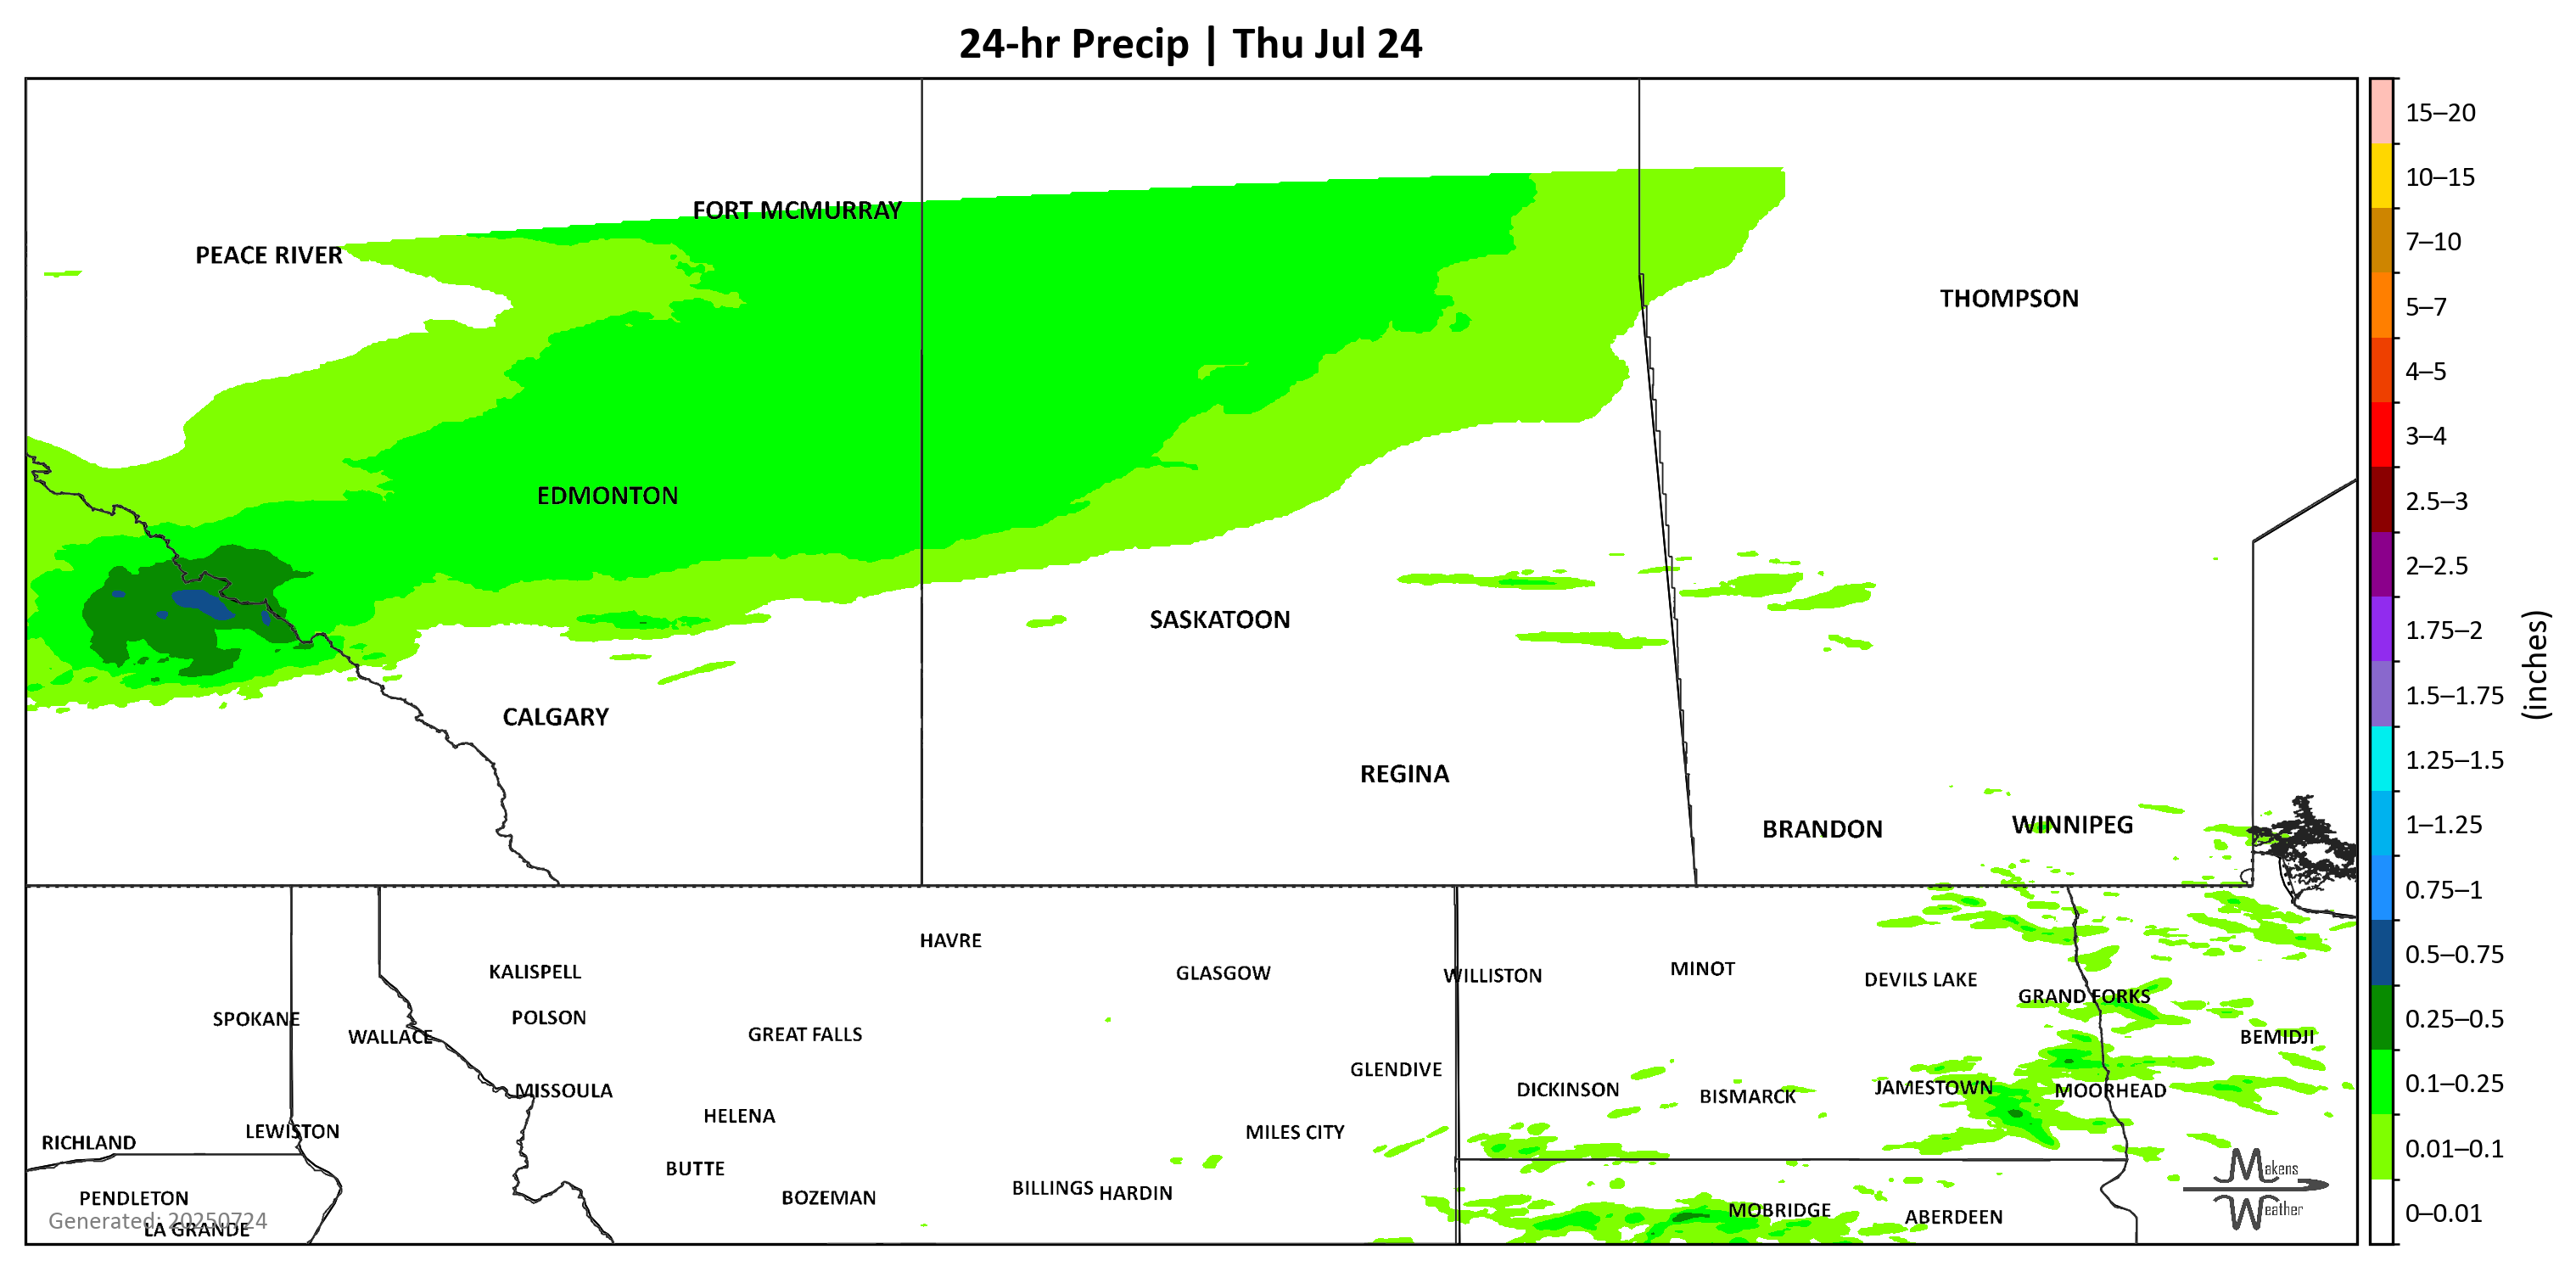 24-hr Precip | Thu Jul 24
FORT MCMURRAY
PEACE RIVER
THOMPSON
EDMONTON
SASKATOON
CALGARY
REGINA
BRANDON
WINNIPEG
HAVRE
KALISPELL
GLASGOW
WILLISTON
MINOT
DEVILS LAKE
GRAND FORKS
SPOKANE
POLSON
WALLACE
GREAT FALLS
BEMIDJI
GLENDIVE
MISSOULA
DICKINSON
BISMARCK
JAMESTOWN
MOORHEAD
HELENA
LEWISTON
MILES CITY
RICHLAND
BUTTE
BILLINGS
HARDIN
PENDLETON
BOZEMAN
MOBRIDGE
ABERDEEN
Generated: 20250724
LA GRANDE
Makens
Weather
15–20
10–15
7–10
5–7
4–5
3–4
2.5–3
2–2.5
1.75–2
1.5–1.75
1.25–1.5
1–1.25
0.75–1
0.5–0.75
0.25–0.5
0.1–0.25
0.01–0.1
0–0.01
(inches)